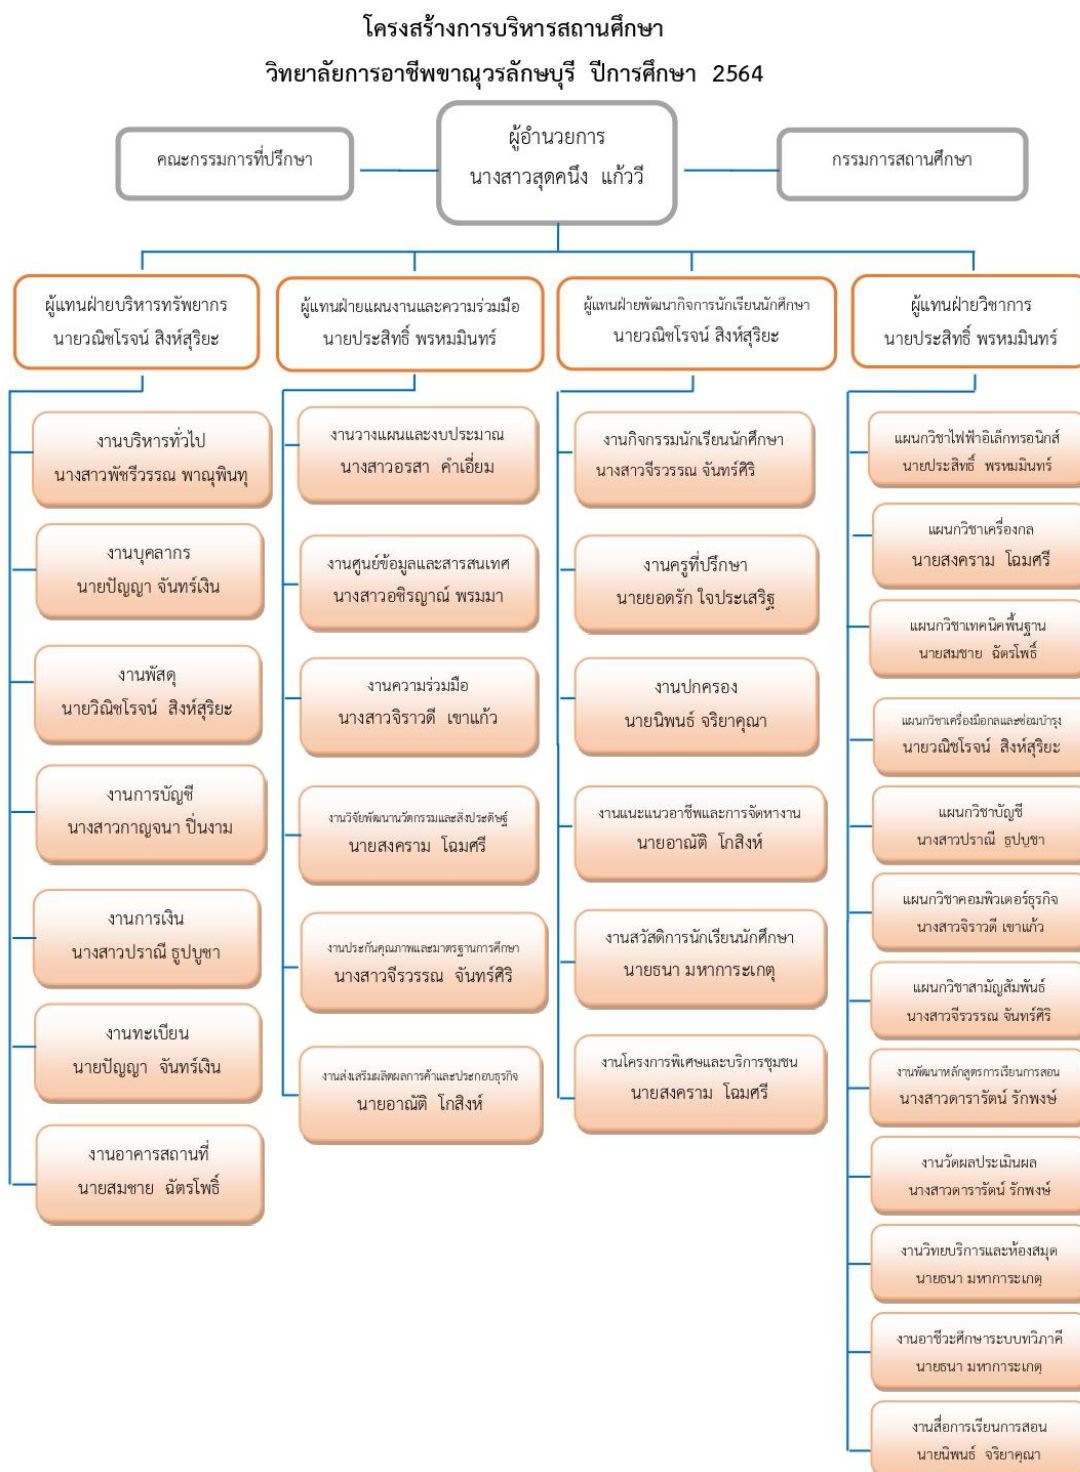 โครงสร้างการบริหารสถานศึกษา
วิทยาลัยการอาชีพขาณุวรลักษบุรี ปีการศึกษา 2564
คณะกรรมการที่ปรึกษา
ผู้อำนวยการ
นางสาวสุดคนึง แก้ววี
กรรมการสถานศึกษา
ผู้แทนฝ่ายบริหารทรัพยากร
นายวณิชโรจน์ สิงห์สุริยะ
งานบริหารทั่วไป
นางสาวพัชรีวรรณ พาณุพินทุ
งานบุคลากร
นายปัญญา จันทร์เงิน
งานพัสดุ
นายวิณิชโรจน์ สิงห์สุริยะ
งานการบัญชี
นางสาวกาญจนา ปิ่นงาม
งานการเงิน
นางสาวปราณี ธูปบูชา
งานทะเบียน
นายปัญญา จันทร์เงิน
งานอาคารสถานที่
นายสมชาย ฉัตรโพธิ์
ผู้แทนฝ่ายแผนงานและความร่วมมือ
นายประสิทธิ์ พรหมมินทร์
งานวางแผนและงบประมาณ
นางสาวอรสา คำเอี่ยม
งานศูนย์ข้อมูลและสารสนเทศ
นางสาวอชิรญาณ์ พรมมา
งานความร่วมมือ
นางสาวจิราวดี เขาแก้ว
งานวิจัยพัฒนานวัตกรรมและสิ่งประดิษฐ์
นายสงคราม โฉมศรี
งานประกันคุณภาพและมาตรฐานการศึกษา
นางสาวจีรวรรณ จันทร์ศิริ
งานส่งเสริมผลิตผลการค้าและประกอบธุรกิจ
นายอาณัติ โกสิงห์
ผู้แทนฝ่ายพัฒนากิจการนักเรียนนักศึกษา
นายวณิชโรจน์ สิงห์สุริยะ
งานกิจกรรมนักเรียนนักศึกษา
นางสาวจีรวรรณ จันทร์ศิริ
งานครูที่ปรึกษา
นายยอดรัก ใจประเสริฐ
งานปกครอง
นายนิพนธ์ จริยาคุณา
งานแนะแนวอาชีพและการจัดหางาน
นายอาณัติ โกสิงห์
งานสวัสดิการนักเรียนนักศึกษา
นายธนา มหาการะเกตุ
งานโครงการพิเศษและบริการชุมชน
นายสงคราม โฉมศรี
ผู้แทนฝ่ายวิชาการ
นายประสิทธิ์ พรหมมินทร์
แผนกวิชาไฟฟ้าอิเล็กทรอนิกส์
นายประสิทธิ์ พรหมมินทร์
แผนกวิชาเครื่องกล
นายสงคราม โฉมศรี
แผนกวิชาเทคนิคพื้นฐาน
นายสมชาย ฉัตรโพธิ์
แผนกวิชาเครื่องมือกลและซ่อมบำรุง
นายวณิชโรจน์ สิงห์สุริยะ
แผนกวิชาบัญชี
นางสาวปราณี ธูปบูชา
แผนกวิชาคอมพิวเตอร์ธุรกิจ
นางสาวจิราวดี เขาแก้ว
แผนกวิชาสามัญสัมพันธ์
นางสาวจีรวรรณ จันทร์ศิริ
งานพัฒนาหลักสูตรการเรียนการสอน
นางสาวดารารัตน์ รักพงษ์
งานวัดผลประเมินผล
นางสาวดารารัตน์ รักพงษ์
งานวิทยบริการและห้องสมุด
นายธนา มหาการะเกตุ
งานอาชีวะศึกษาระบบทวิภาคี
นายธนา มหาการะเกตุ
งานสื่อการเรียนการสอน
นายนิพนธ์ จริยาคุณา